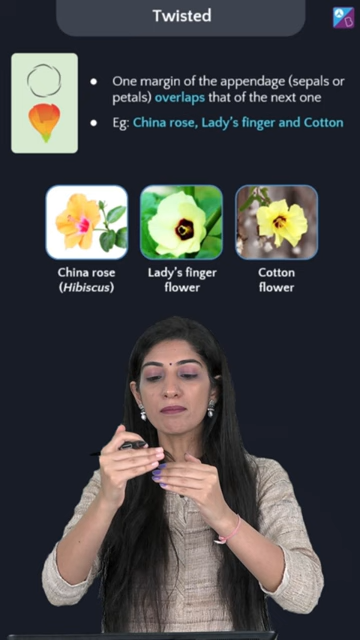 Twisted
● One margin of the appendage (sepals or
petals) overlaps that of the next one
● Eg: China rose, Lady's finger and Cotton
China rose
(Hibiscus)
Lady's finger
flower
Cotton
flower